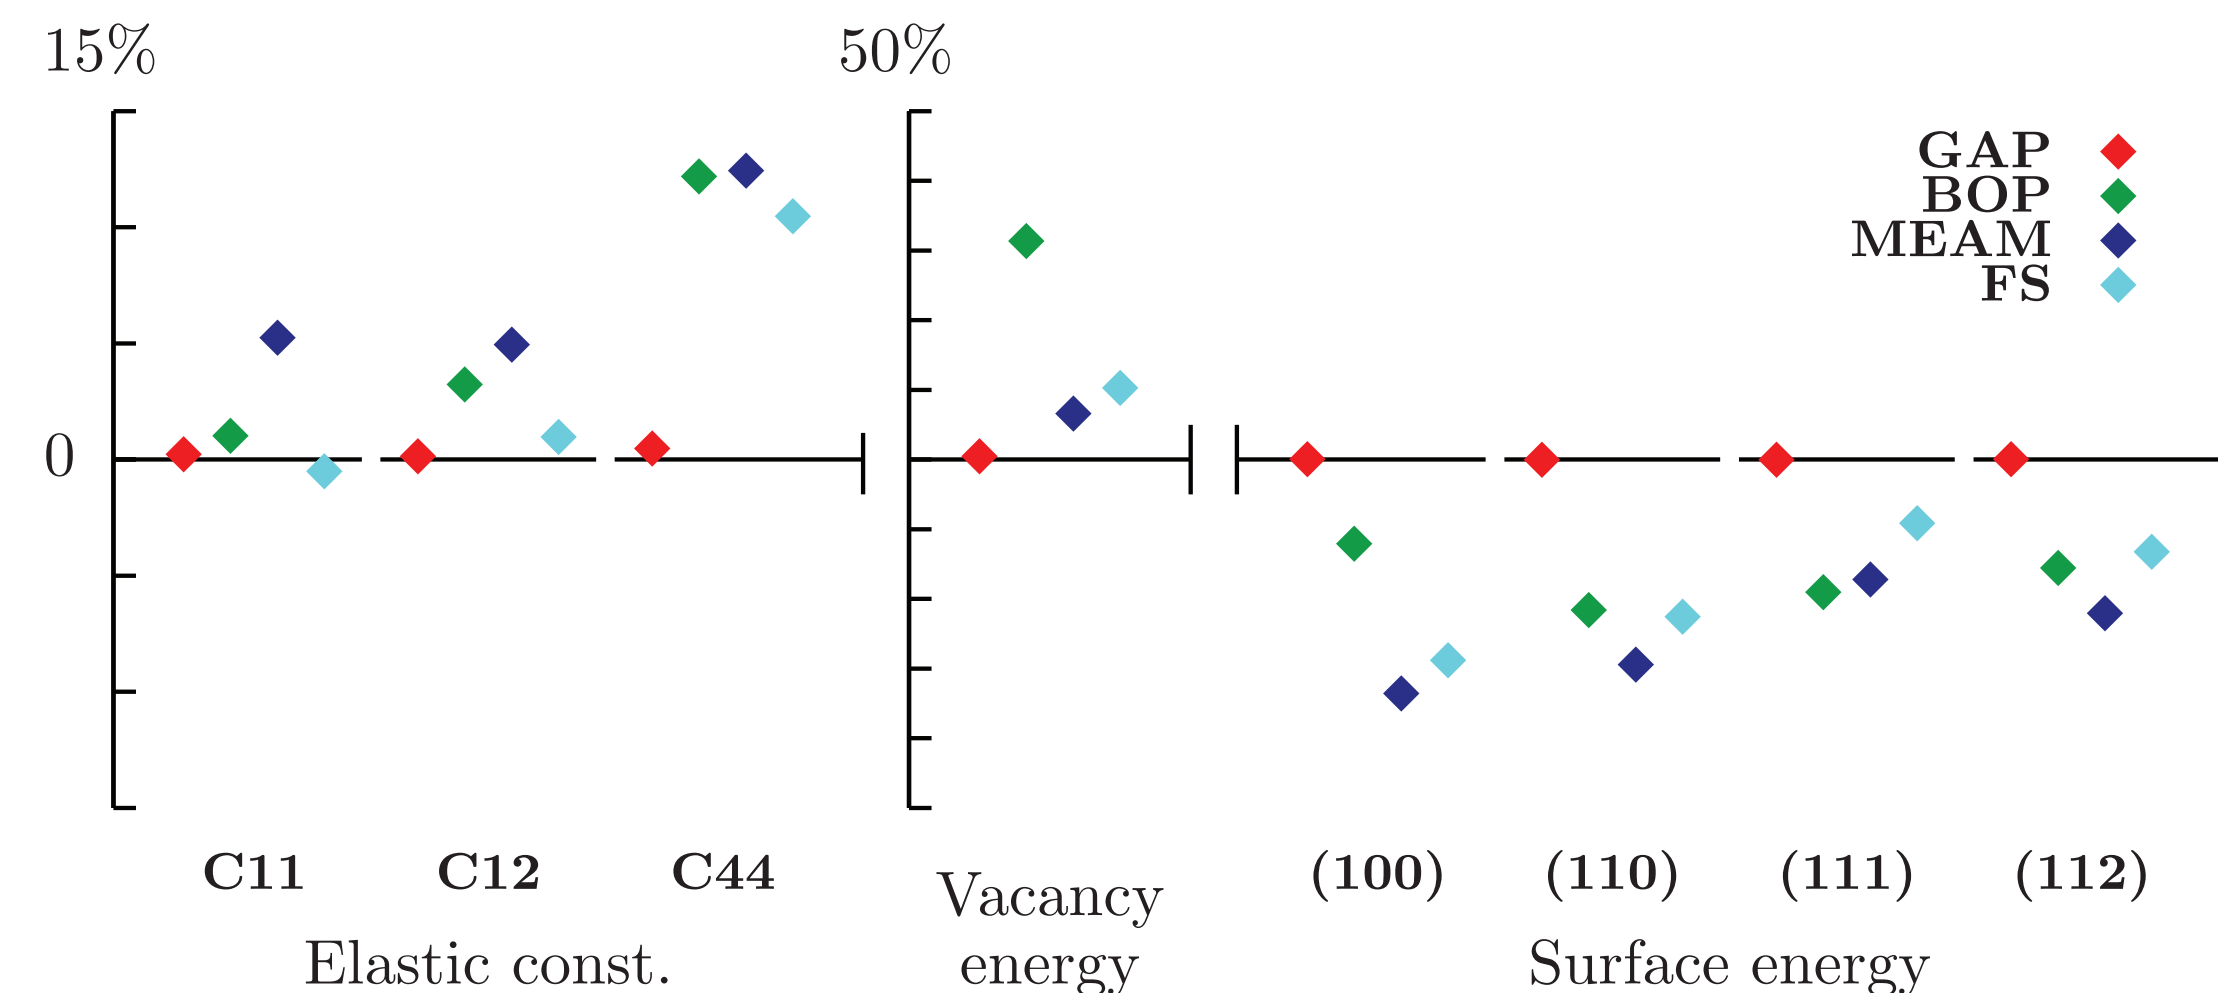 15%
50%
GAP
BOP
MEAM
FS
0
C11 C12 C44
(100) (110) (111) (112)
Vacancy
energy
Elastic const.
Surface energy